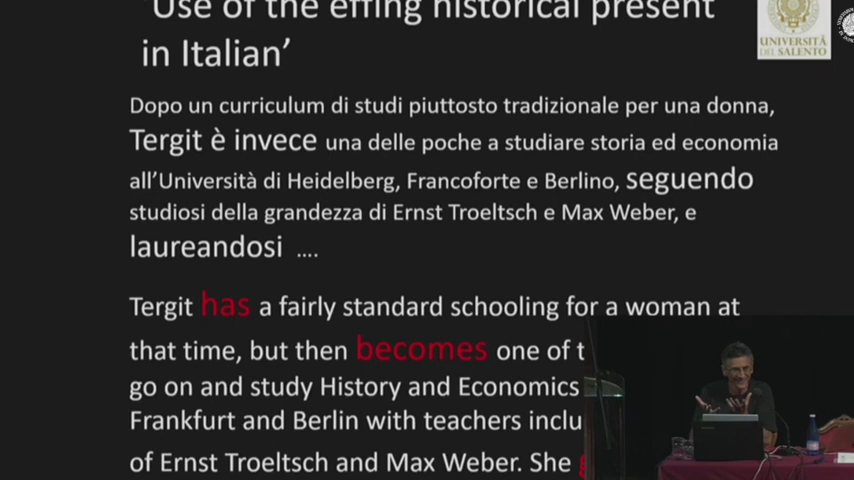 'Use of the effing historical present
in Italian'
UNIVERSITÀ
DEL SALENTO
Dopo un curriculum di studi piuttosto tradizionale per una donna,
Tergit è invece una delle poche a studiare storia ed economia
all'Università di Heidelberg, Francoforte e Berlino, seguendo
studiosi della grandezza di Ernst Troeltsch e Max Weber, e
laureandosi ....
Tergit has a fairly standard schooling for a woman at
that time, but then becomes one of t
go on and study History and Economics
Frankfurt and Berlin with teachers inclu
of Ernst Troeltsch and Max Weber. She